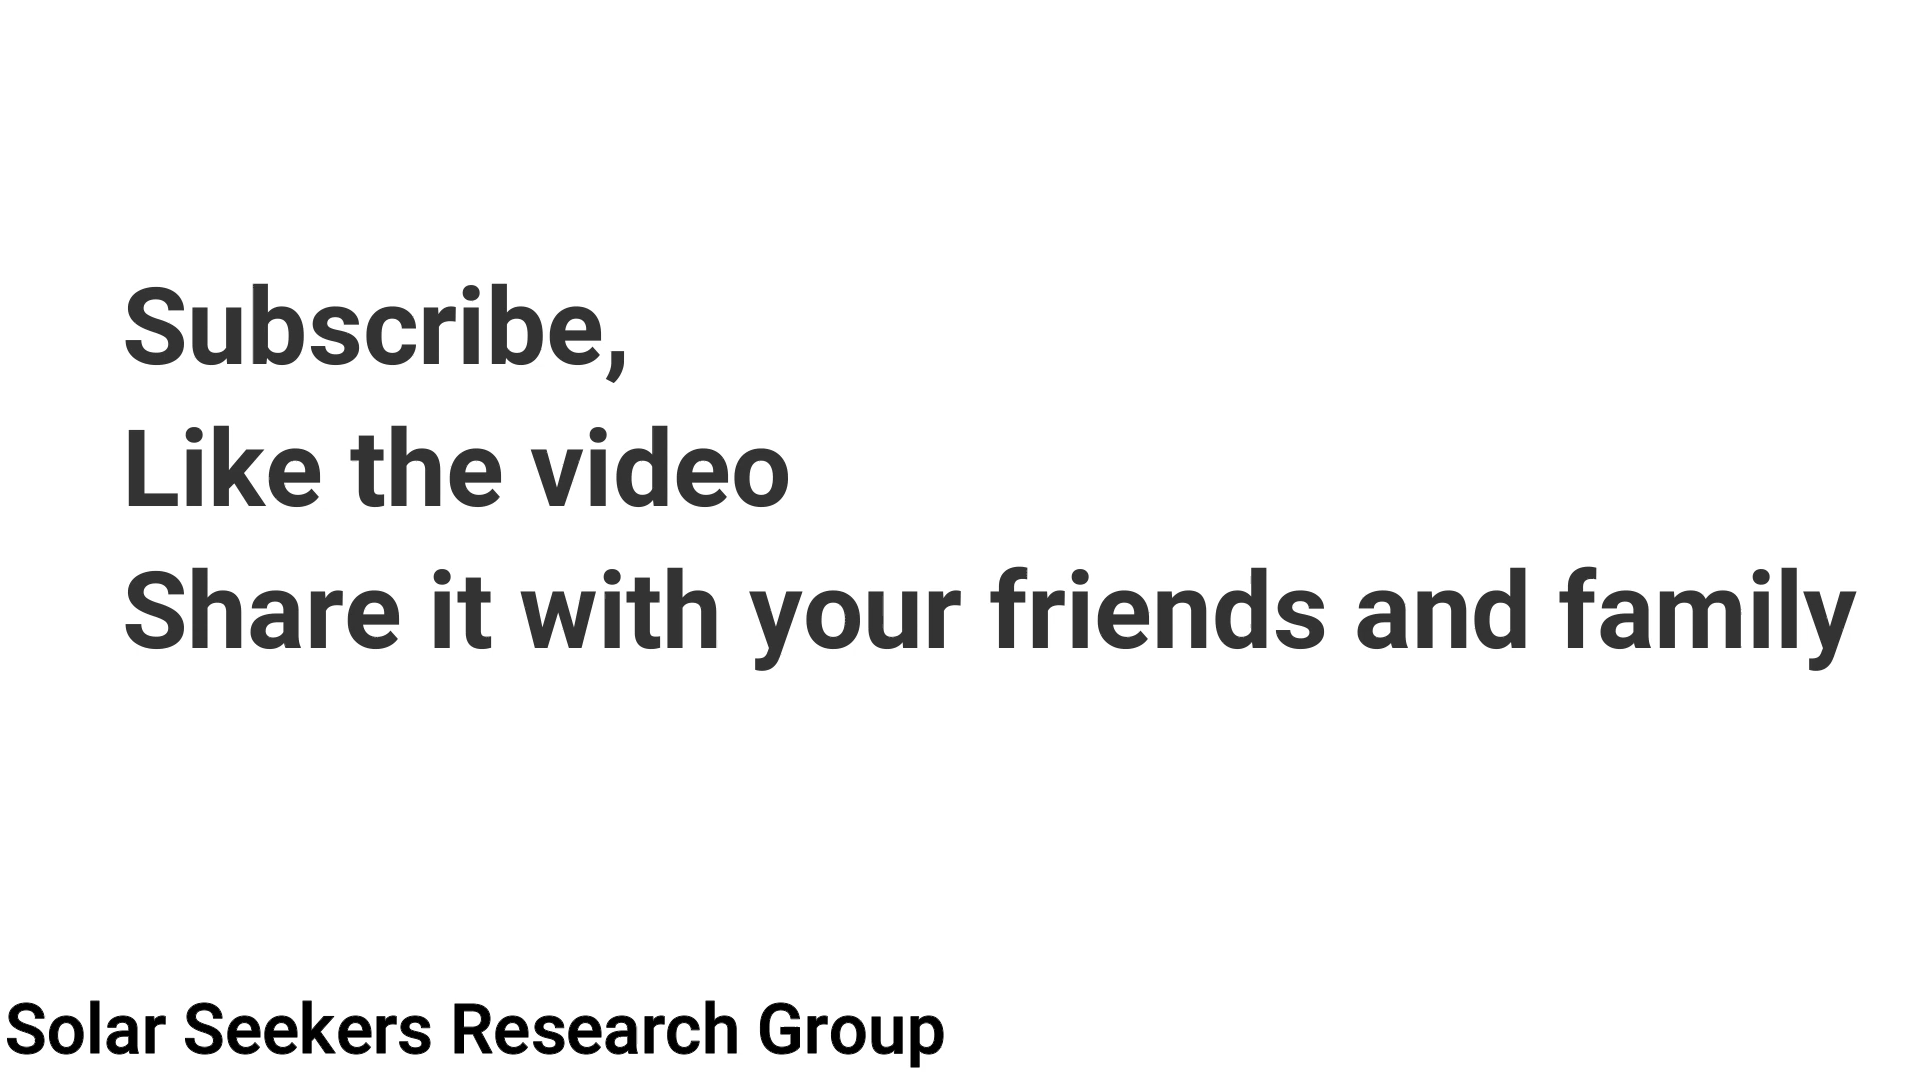 Subscribe,
Like the video
Share it with your friends and family
Solar Seekers Research Group